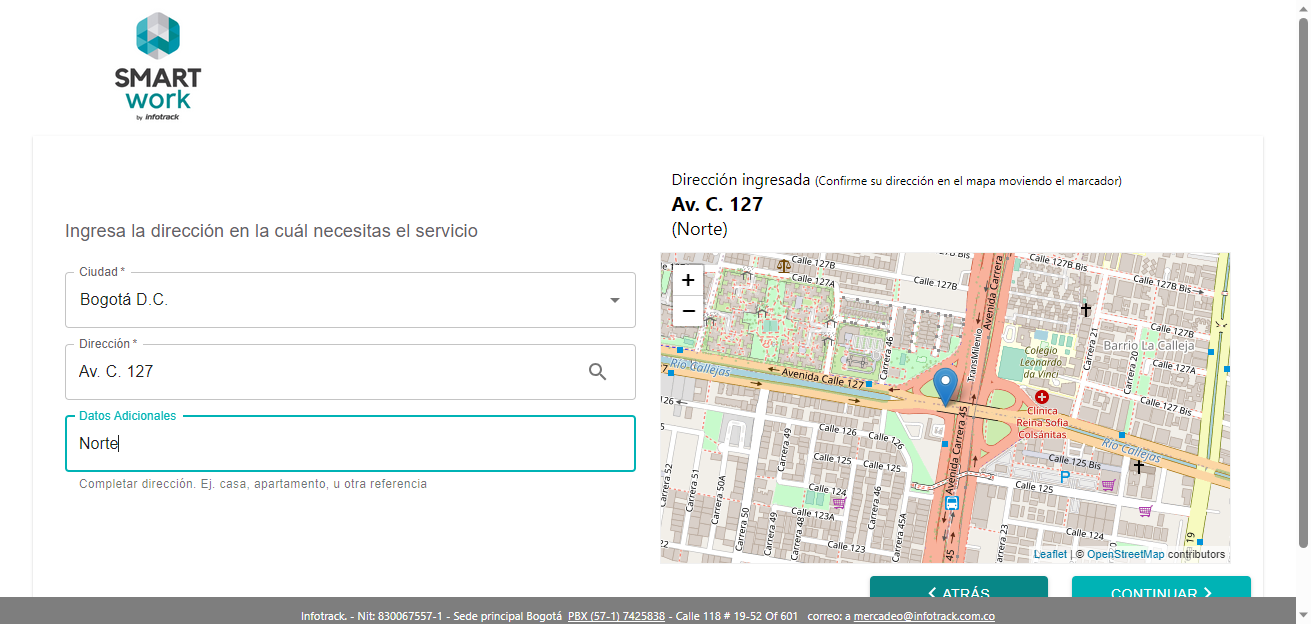 SMART
work
by infotrack
Ingresa la dirección en la cuál necesitas el servicio
Ciudad *
Bogotá D.C.
Dirección *
Av. C. 127
Datos Adicionales
Norte
Completar dirección. Ej. casa, apartamento, u otra referencia
Dirección ingresada (Confirme su dirección en el mapa moviendo el marcador)
Av. C. 127
(Norte)
+
−
Calle 127B
Calle 127A
Calle 127B
Calle 127B Bis
Calle 127B Bis
Avenida Carrera
TransMilenio
Carrera 46
Carrera 21
Carrera 20
Calle 127B
Barrio La Calleja
Calle 127A
Calle 127 Bis
Colegio
Leonardo
da Vinci
Río Callejas
Avenida Calle 127
Clínica
Reina Sofía
Colsánitas
Río Callejas
126
Calle 126
Calle 126
Calle 125
Calle 125
Calle 124
Calle 123A
Calle 123
Carrera 52
Carrera 51
Carrera 50A
Carrera 50
Carrera 49
Carrera 49
Carrera 48
Carrera 46
Carrera 45A
Avenida Carrera 45
45
Calle 125 Bis
P
Calle 125
Calle 124
Carrera 23
19
Leaflet | © OpenStreetMap contributors
ATRÁS
CONTINUAR
Infotrack. - Nit: 830067557-1 - Sede principal Bogotá PBX (57-1) 7425838 - Calle 118 # 19-52 Of 601 correo: a mercadeo@infotrack.com.co